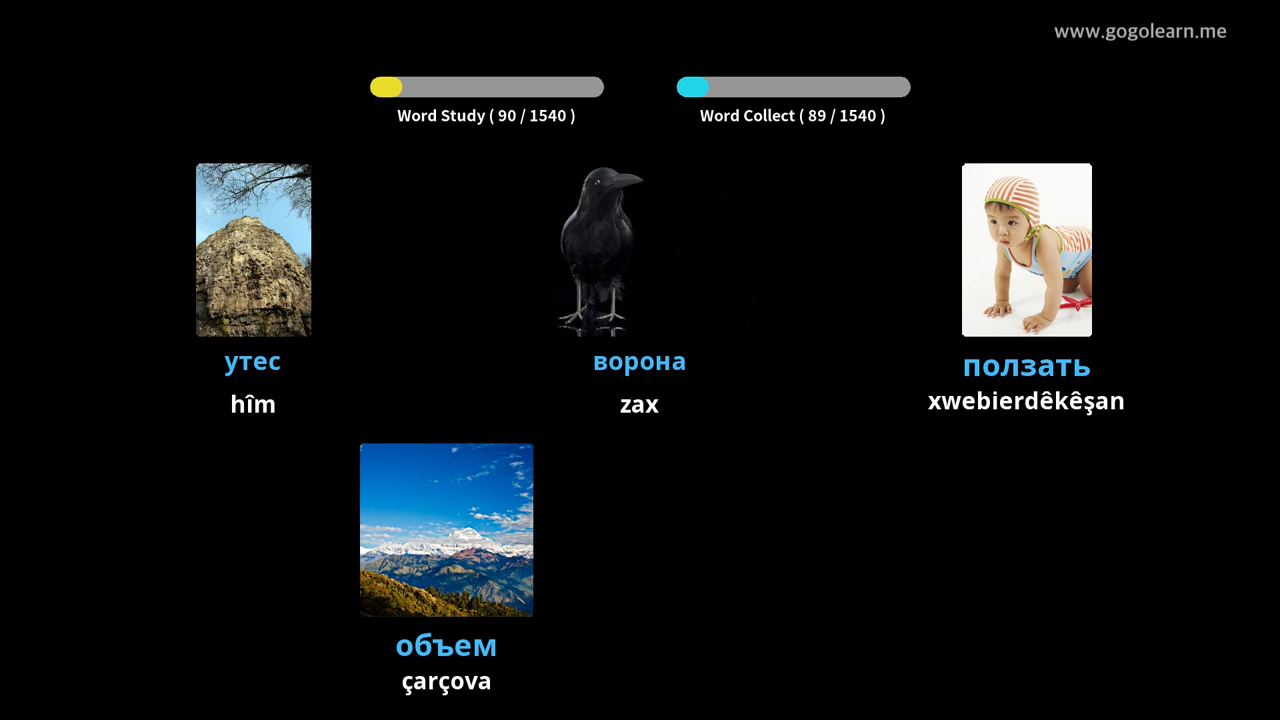 www.gogolearn.me
Word Study ( 90 / 1540 )
Word Collect ( 89 / 1540 )
утес
ворона
ползать
hîm
zax
xwebierdêkêşan
объем
çarçova